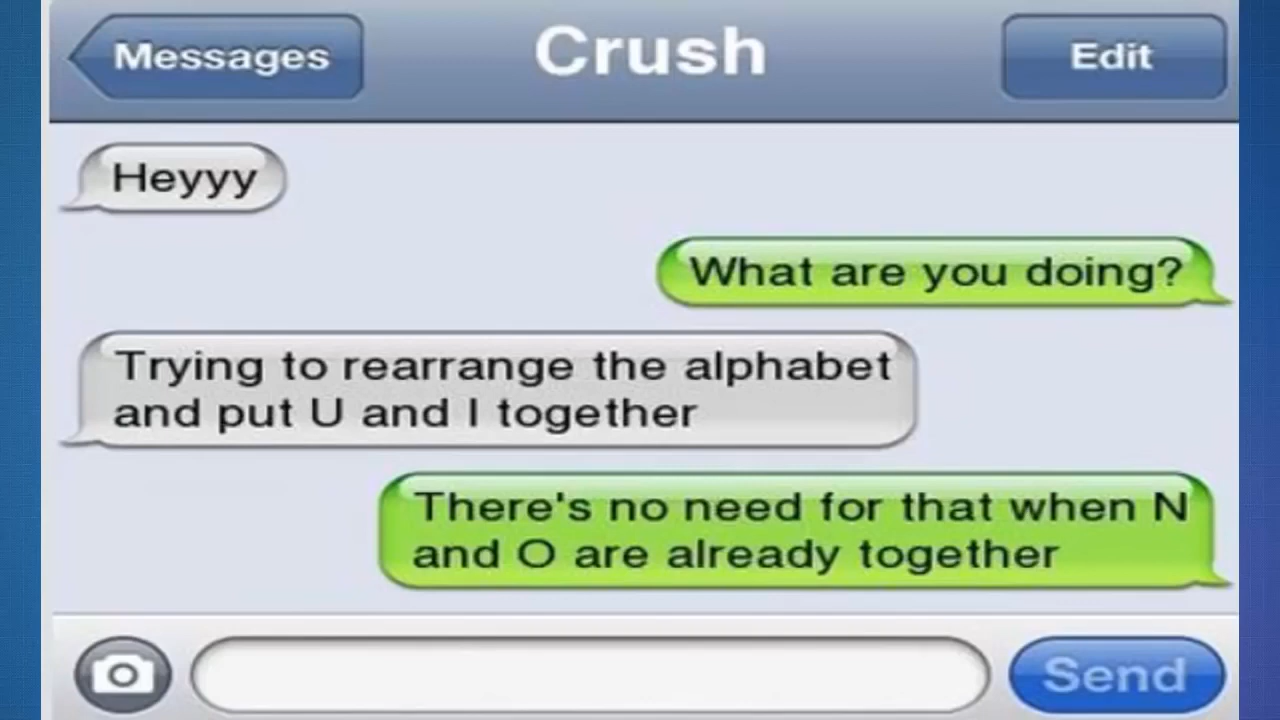 Messages
Crush
Edit
Heyyy
What are you doing?
Trying to rearrange the alphabet
and put U and I together
There's no need for that when N
and O are already together
Send